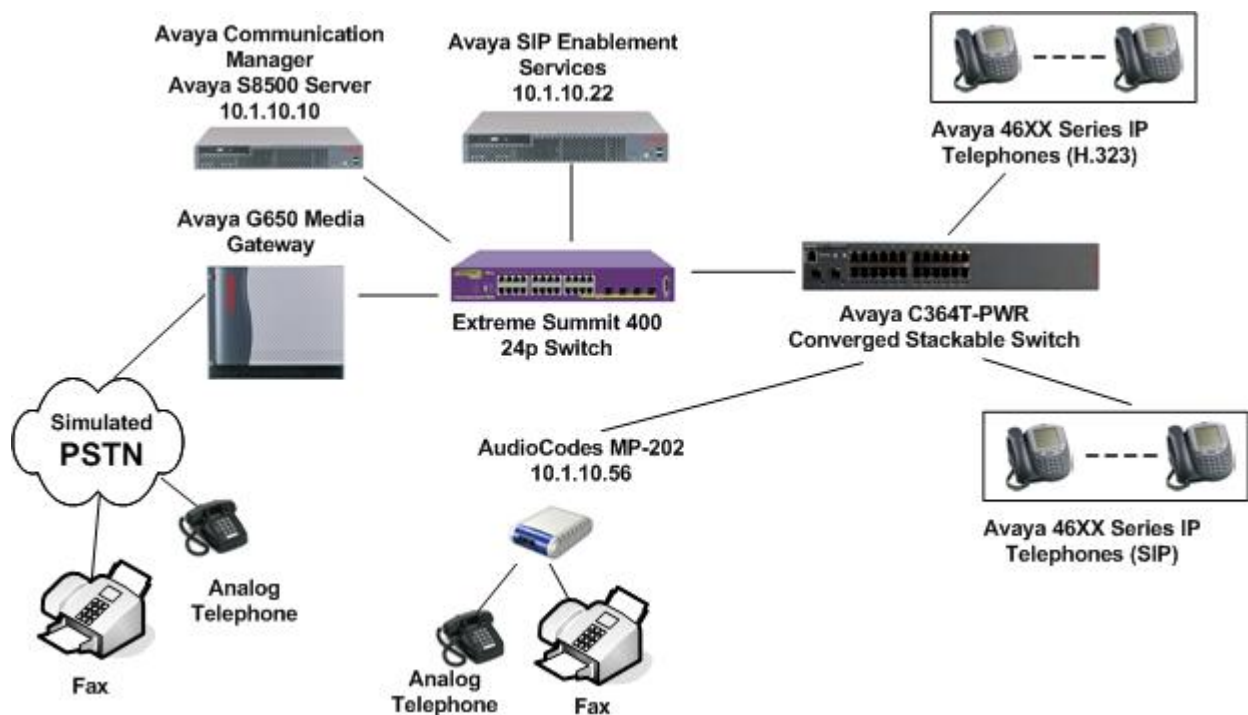 Avaya Communication
Manager
Avaya S8500 Server
10.1.10.10
Avaya SIP Enablement
Services
10.1.10.22
Avaya 46XX Series IP
Telephones (H.323)
Avaya G650 Media
Gateway
Extreme Summit 400
24p Switch
Avaya C364T-PWR
Converged Stackable Switch
Simulated
PSTN
AudioCodes MP-202
10.1.10.56
Avaya 46XX Series IP
Telephones (SIP)
Analog
Telephone
Fax
Analog
Telephone
Fax